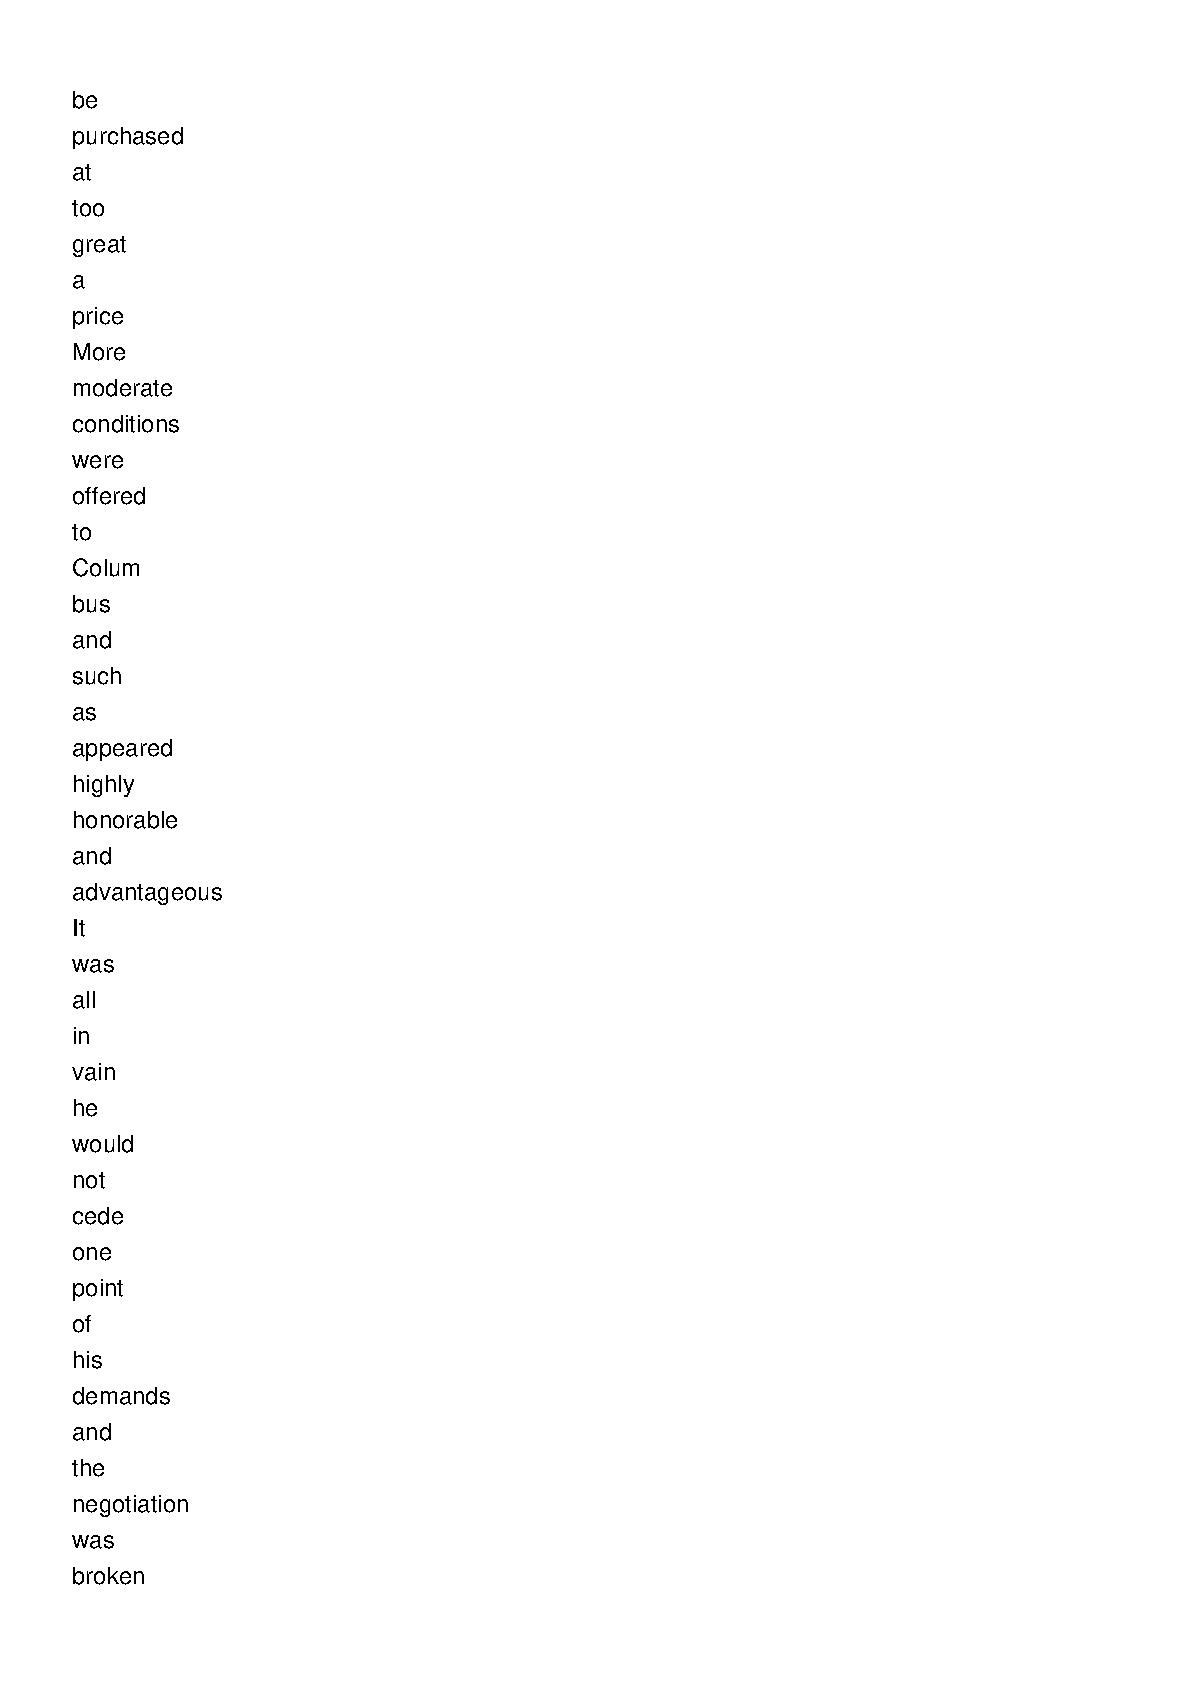 be
purchased
at
too
great
a
price
More
moderate
conditions
were
offered
to
Colum
bus
and
such
as
appeared
highly
honorable
and
advantageous
It
was
all
in
vain
he
would
not
cede
one
point
of
his
demands
and
the
negotiation
was
broken